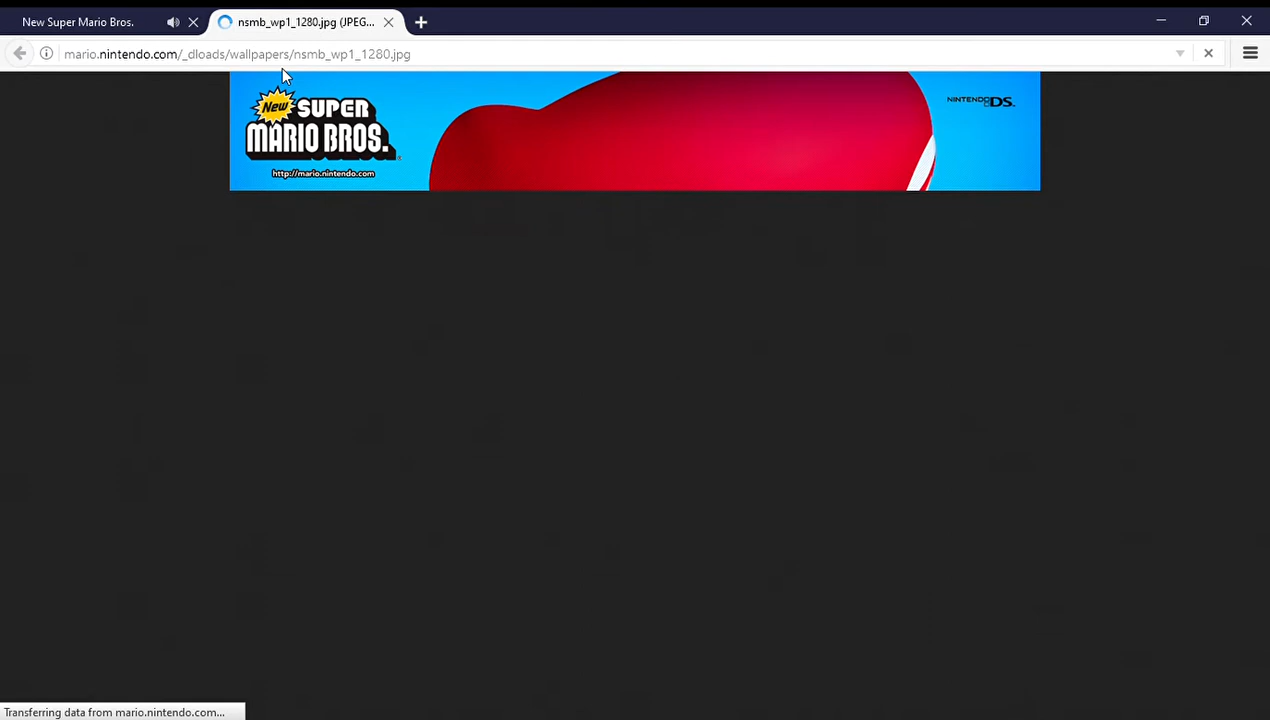 New Super Mario Bros.
nsmb_wp1_1280.jpg (JPEG...
mario.nintendo.com/_dloads/wallpapers/nsmb_wp1_1280.jpg
New SUPER
MARIO BROS.
http://mario.nintendo.com
NINTENDO DS
Transferring data from mario.nintendo.com...